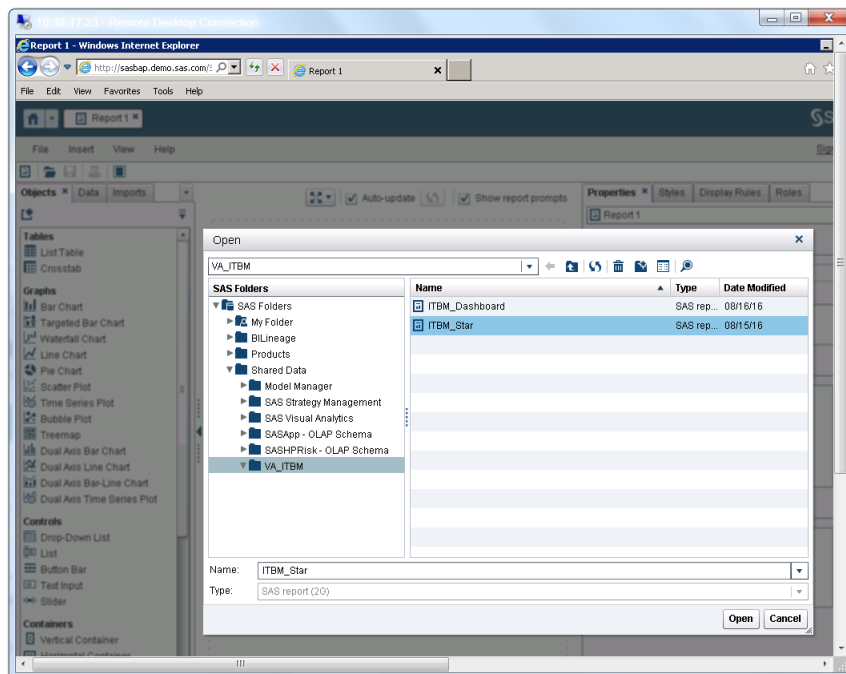 10.38.17.23 - Remote Desktop Connection
Report 1 - Windows Internet Explorer
http://sasbap.demo.sas.com/
Report 1
File Edit View Favorites Tools Help
Report 1
File Insert View Help
Objects Data Imports
Auto-update
Show report prompts
Properties Styles Display Rules Roles
Report 1
Tables
List Table
Crosstab
Graphs
Bar Chart
Targeted Bar Chart
Waterfall Chart
Line Chart
Pie Chart
Scatter Plot
Time Series Plot
Bubble Plot
Treemap
Dual Axis Bar Chart
Dual Axis Line Chart
Dual Axis Bar-Line Chart
Dual Axis Time Series Plot
Controls
Drop-Down List
List
Button Bar
Text Input
Slider
Containers
Vertical Container
Horizontal Container
Open
VA_ITBM
SAS Folders
SAS Folders
My Folder
BILineage
Products
Shared Data
Model Manager
SAS Strategy Management
SAS Visual Analytics
SASApp - OLAP Schema
SASHPRisk - OLAP Schema
VA_ITBM
Name Type Date Modified
ITBM_Dashboard SAS rep... 08/16/16
ITBM_Star SAS rep... 08/15/16
Name: ITBM_Star
Type: SAS report (2G)
Open Cancel